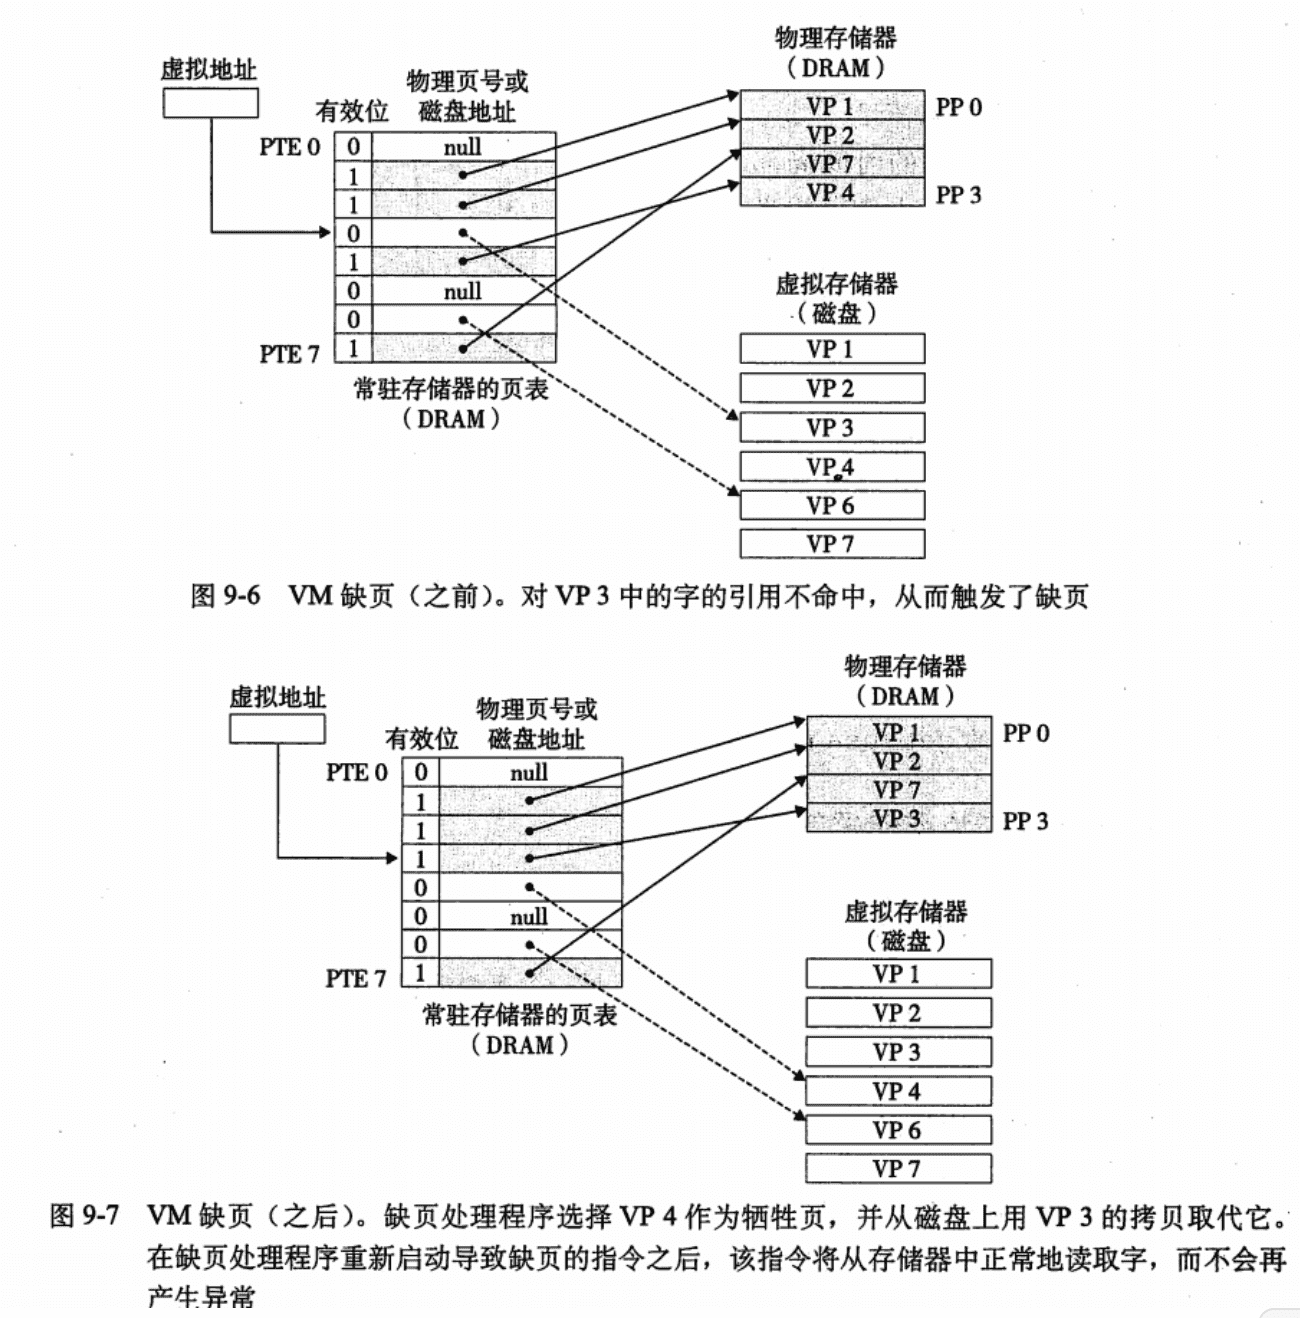 物理存储器
（DRAM）
虚拟地址
物理页号或
有效位 磁盘地址
VP 1 PP 0
VP 2
VP 7
VP 4 PP 3
PTE 0 0 null
1
1
0
1
0 null
0
PTE 7 1
常驻存储器的页表
（DRAM）
虚拟存储器
（磁盘）
VP 1
VP 2
VP 3
VP 4
VP 6
VP 7
图 9-6 VM 缺页（之前）。对 VP 3 中的字的引用不命中，从而触发了缺页
物理存储器
（DRAM）
虚拟地址
物理页号或
有效位 磁盘地址
VP 1 PP 0
VP 2
VP 7
VP 3 PP 3
PTE 0 0 null
1
1
1
0
0 null
0
PTE 7 1
常驻存储器的页表
（DRAM）
虚拟存储器
（磁盘）
VP 1
VP 2
VP 3
VP 4
VP 6
VP 7
图 9-7 VM 缺页（之后）。缺页处理程序选择 VP 4 作为牺牲页，并从磁盘上用 VP 3 的拷贝取代它。
在缺页处理程序重新启动导致缺页的指令之后，该指令将从存储器中正常地读取字，而不会再
产生异常